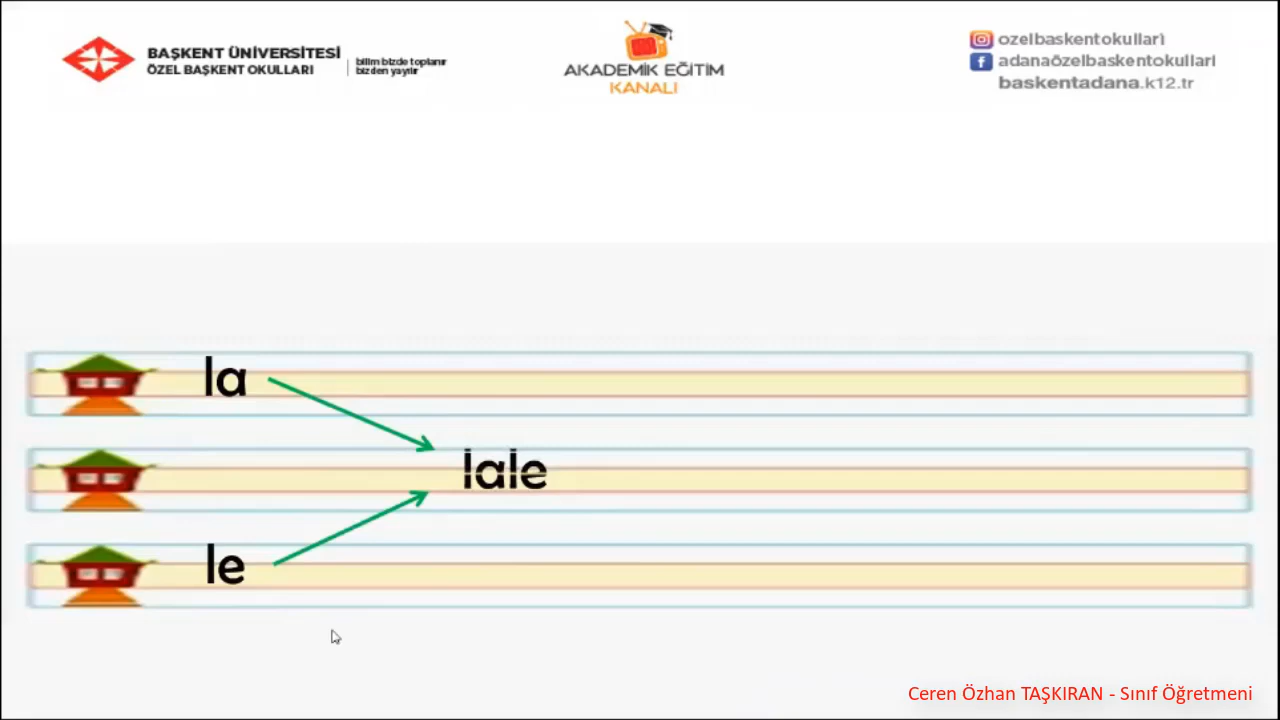 BAŞKENT ÜNİVERSİTESİ
ÖZEL BAŞKENT OKULLARI
bilim bizde toplanır
bizden yayılır
AKADEMİK EĞİTİM
KANALI
ozelbaskentokullari
adanaözelbaskentokullari
baskentadana.k12.tr
la
lale
le
Ceren Özhan TAŞKIRAN - Sınıf Öğretmeni